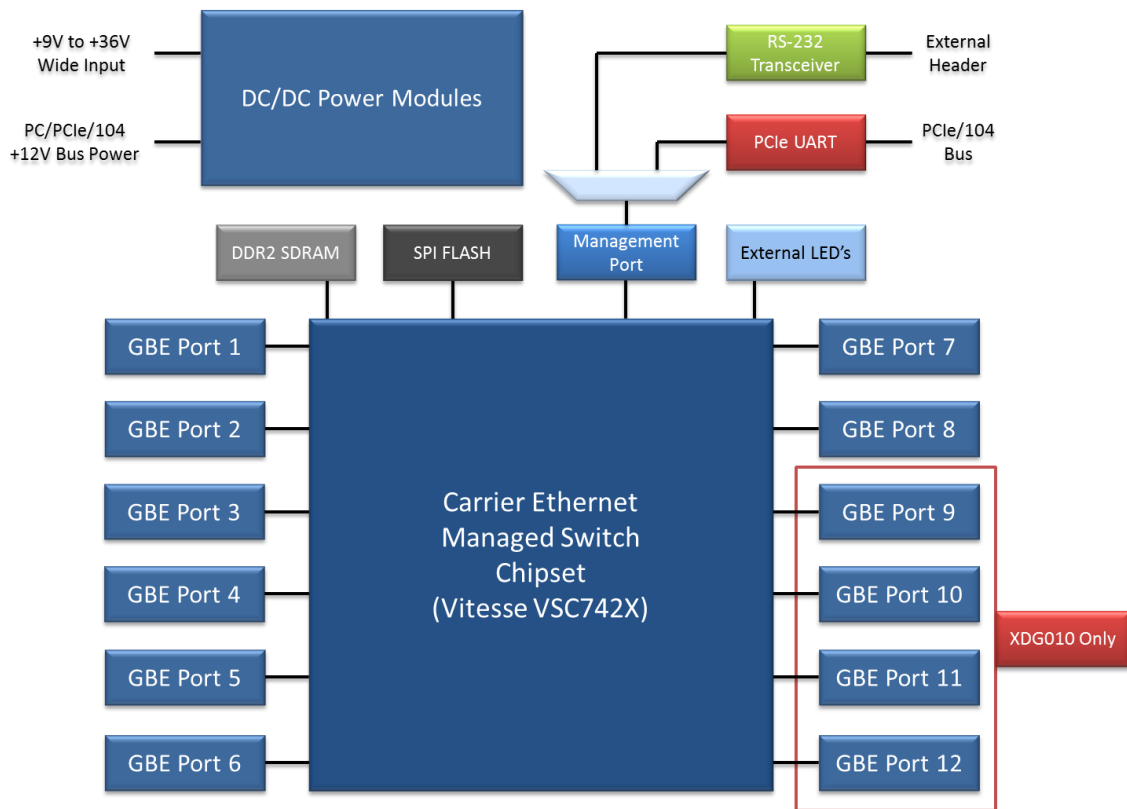 +9V to +36V
Wide Input
PC/PCIe/104
+12V Bus Power
DC/DC Power Modules
RS-232
Transceiver
External
Header
PCIe UART
PCIe/104
Bus
DDR2 SDRAM
SPI FLASH
Management
Port
External LED's
GBE Port 1
GBE Port 2
GBE Port 3
GBE Port 4
GBE Port 5
GBE Port 6
Carrier Ethernet
Managed Switch
Chipset
(Vitesse VSC742X)
GBE Port 7
GBE Port 8
GBE Port 9
GBE Port 10
GBE Port 11
GBE Port 12
XDG010 Only